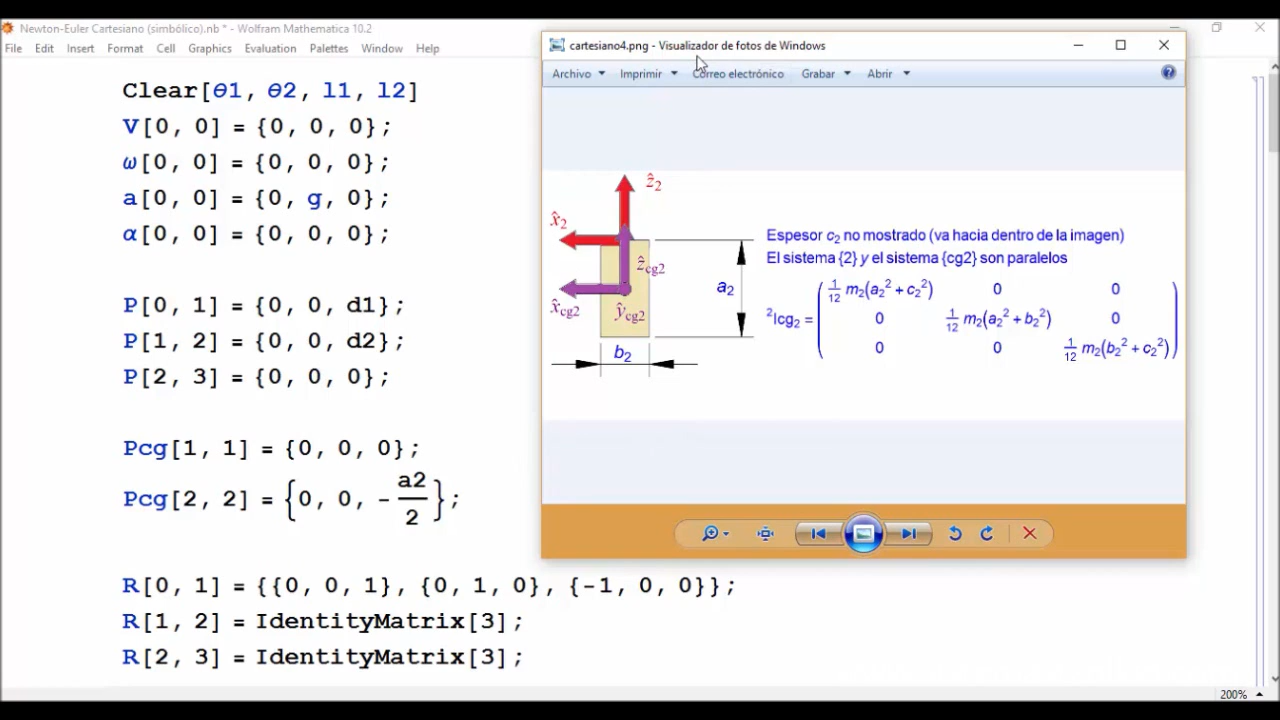 Newton-Euler Cartesiano (simbólico).nb * - Wolfram Mathematica 10.2
File Edit Insert Format Cell Graphics Evaluation Palettes Window Help
Clear[θ1, θ2, l1, l2]
V[0, 0] = {0, 0, 0};
ω[0, 0] = {0, 0, 0};
a[0, 0] = {0, g, 0};
α[0, 0] = {0, 0, 0};
P[0, 1] = {0, 0, d1};
P[1, 2] = {0, 0, d2};
P[2, 3] = {0, 0, 0};
Pcg[1, 1] = {0, 0, 0};
Pcg[2, 2] = {0, 0, -a2/2};
R[0, 1] = {{0, 0, 1}, {0, 1, 0}, {-1, 0, 0}};
R[1, 2] = IdentityMatrix[3];
R[2, 3] = IdentityMatrix[3];
cartesiano4.png - Visualizador de fotos de Windows
Archivo Imprimir Correo electrónico Grabar Abrir
ẑ₂
x̂₂
ẑcg2
x̂cg2
ŷcg2
a₂
b₂
Espesor c₂ no mostrado (va hacia dentro de la imagen)
El sistema {2} y el sistema {cg2} son paralelos
²Icg₂ =
1/12 m₂(a₂² + c₂²) 0 0
0 1/12 m₂(a₂² + b₂²) 0
0 0 1/12 m₂(b₂² + c₂²)
200%